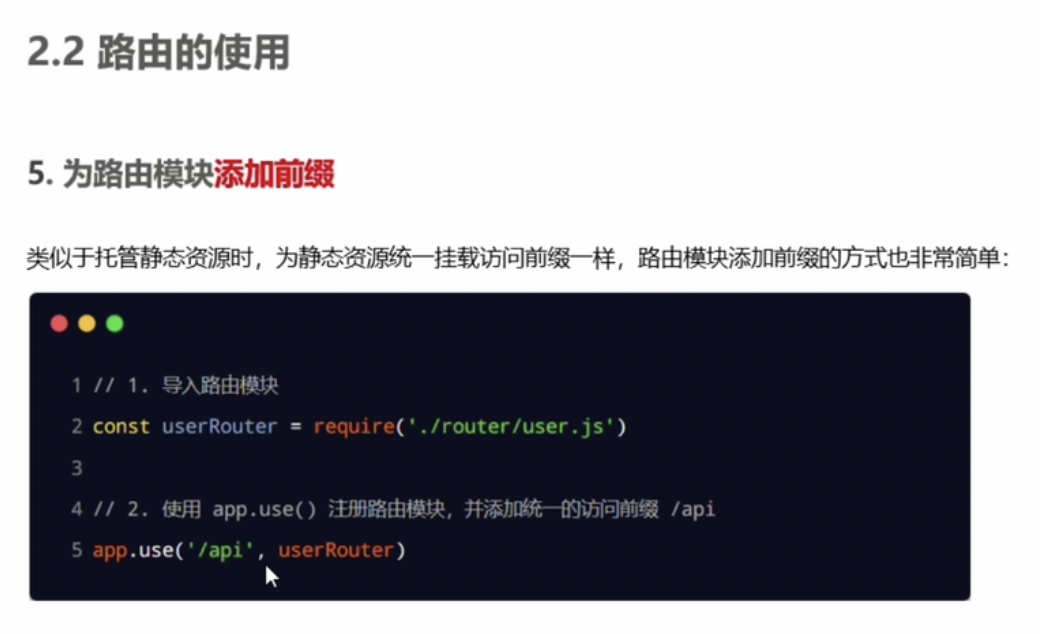 2.2 路由的使用
5. 为路由模块添加前缀
类似于托管静态资源时，为静态资源统一挂载访问前缀一样，路由模块添加前缀的方式也非常简单：
1 // 1. 导入路由模块
2 const userRouter = require('./router/user.js')
3
4 // 2. 使用 app.use() 注册路由模块，并添加统一的访问前缀 /api
5 app.use('/api', userRouter)